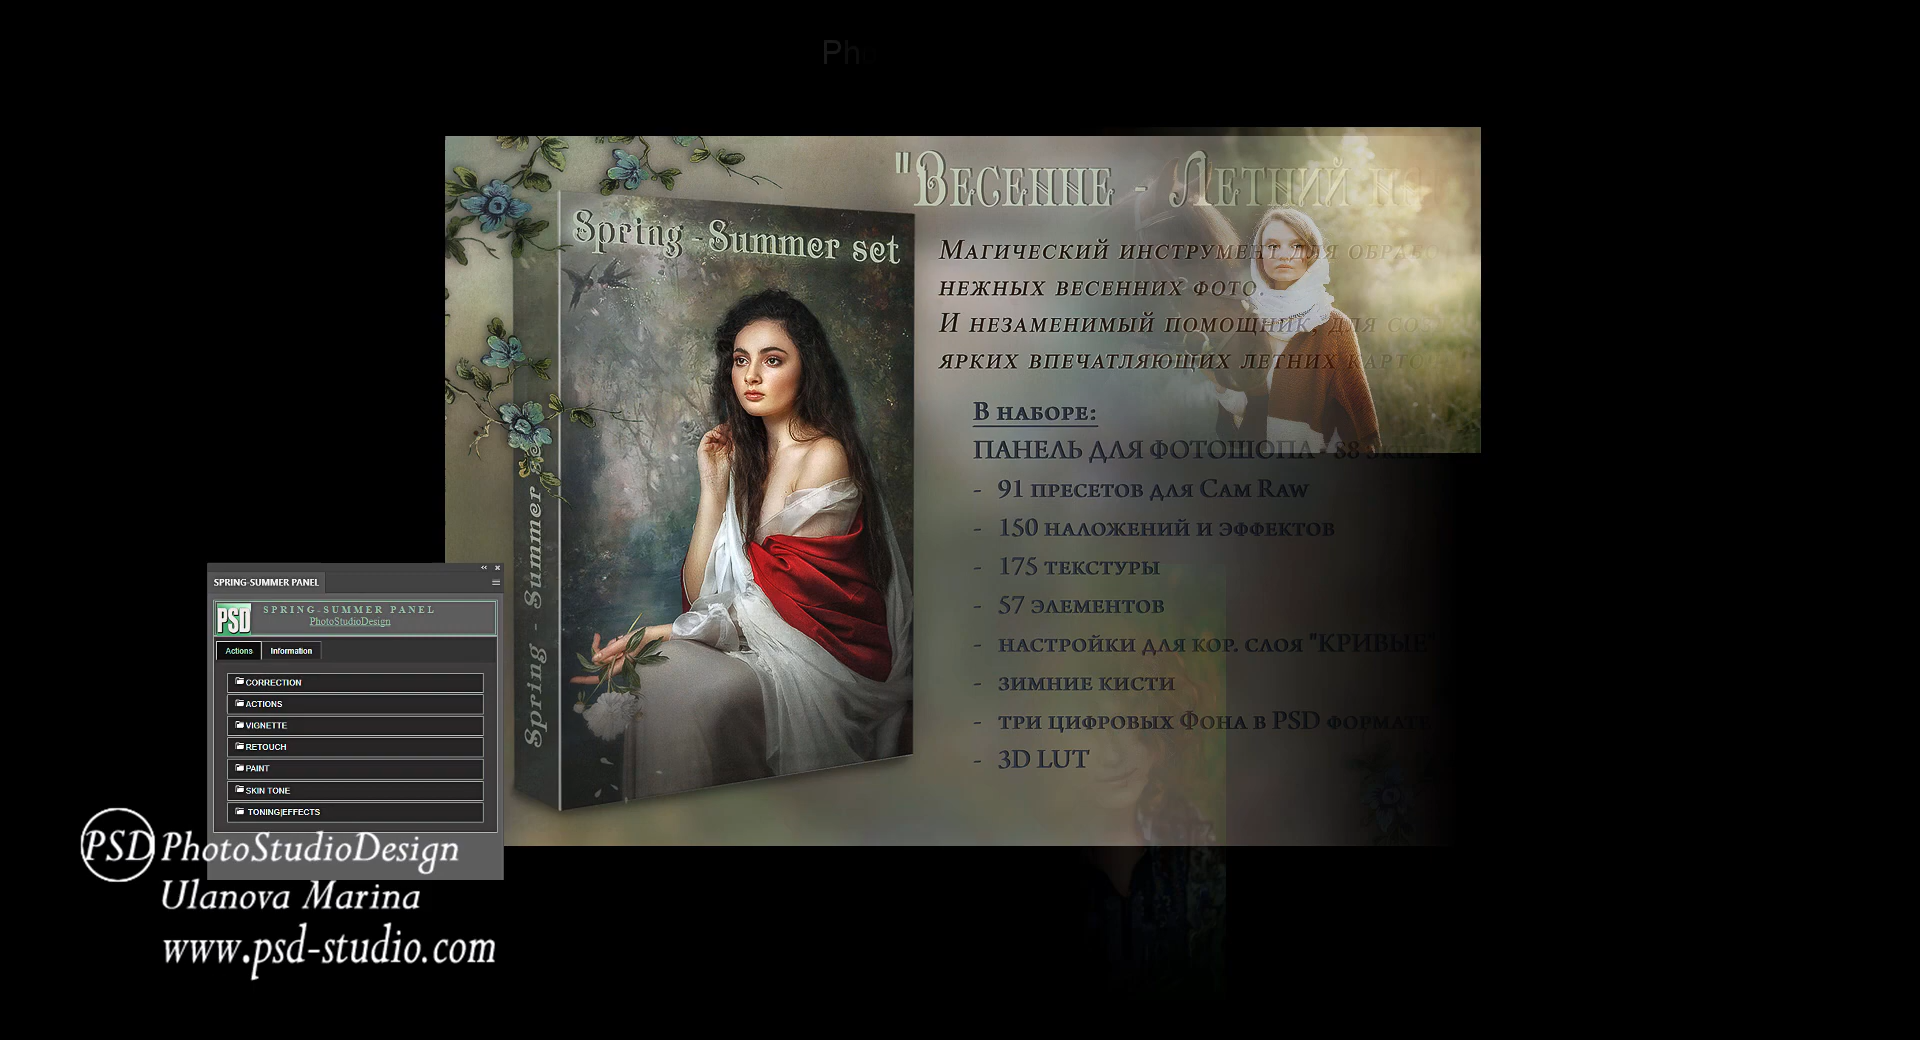 "Весенне - Летний
Spring - Summer set
Магический инструмент для
нежных весенних фото.
И незаменимый помощник, для
ярких впечатляющих летних
В наборе:
ПАНЕЛЬ ДЛЯ ФОТОШОПА - 88
- 91 пресетов для Cam Raw
- 150 наложений и эффектов
- 175 текстуры
- 57 элементов
- настройки для кор. слоя "КРИВЫЕ"
- зимние кисти
- три цифровых Фона в PSD формате
- 3D LUT
Spring - Summer
SPRING-SUMMER PANEL
PSD
SPRING-SUMMER PANEL
PhotoStudioDesign
Actions Information
CORRECTION
ACTIONS
VIGNETTE
RETOUCH
PAINT
SKIN TONE
TONING|EFFECTS
PSD PhotoStudioDesign
Ulanova Marina
www.psd-studio.com